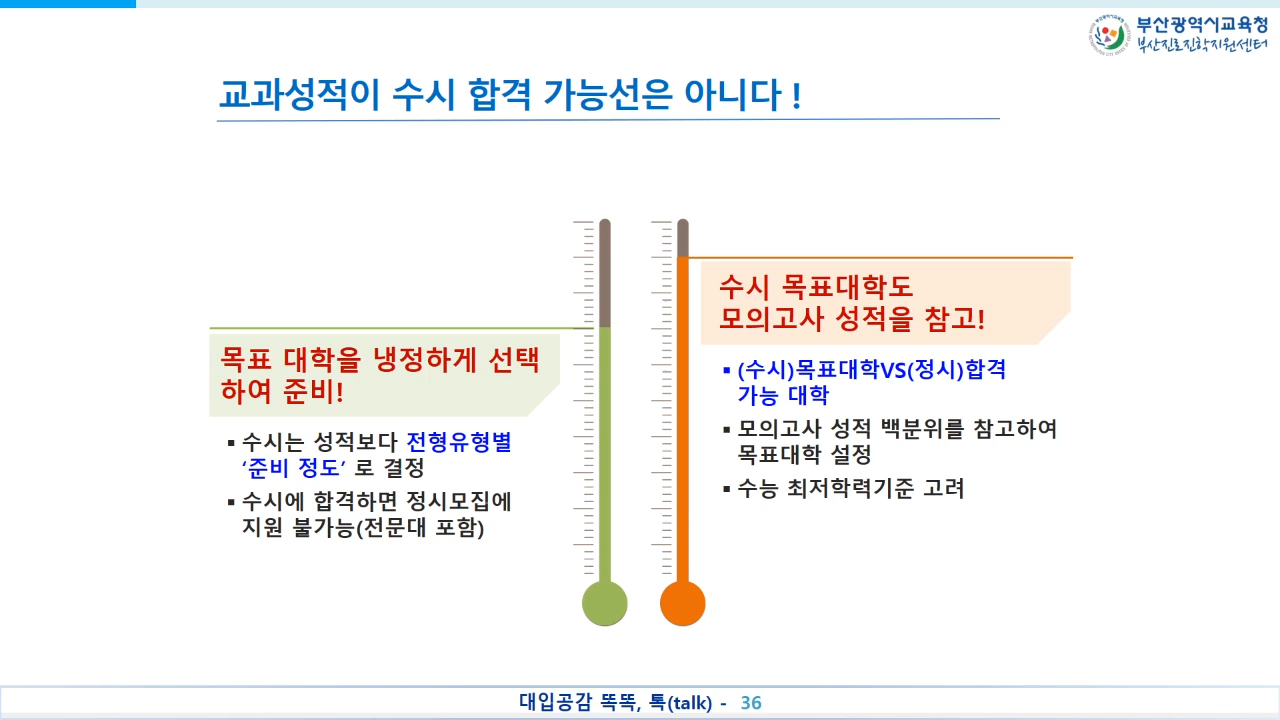 부산광역시교육청
부산진로진학지원센터
교과성적이 수시 합격 가능선은 아니다 !
목표 대학을 냉정하게 선택
하여 준비!
▪ 수시는 성적보다 전형유형별
‘준비 정도’ 로 결정
▪ 수시에 합격하면 정시모집에
지원 불가능(전문대 포함)
수시 목표대학도
모의고사 성적을 참고!
▪ (수시)목표대학VS(정시)합격
가능 대학
▪ 모의고사 성적 백분위를 참고하여
목표대학 설정
▪ 수능 최저학력기준 고려
대입공감 똑똑, 톡(talk) - 36